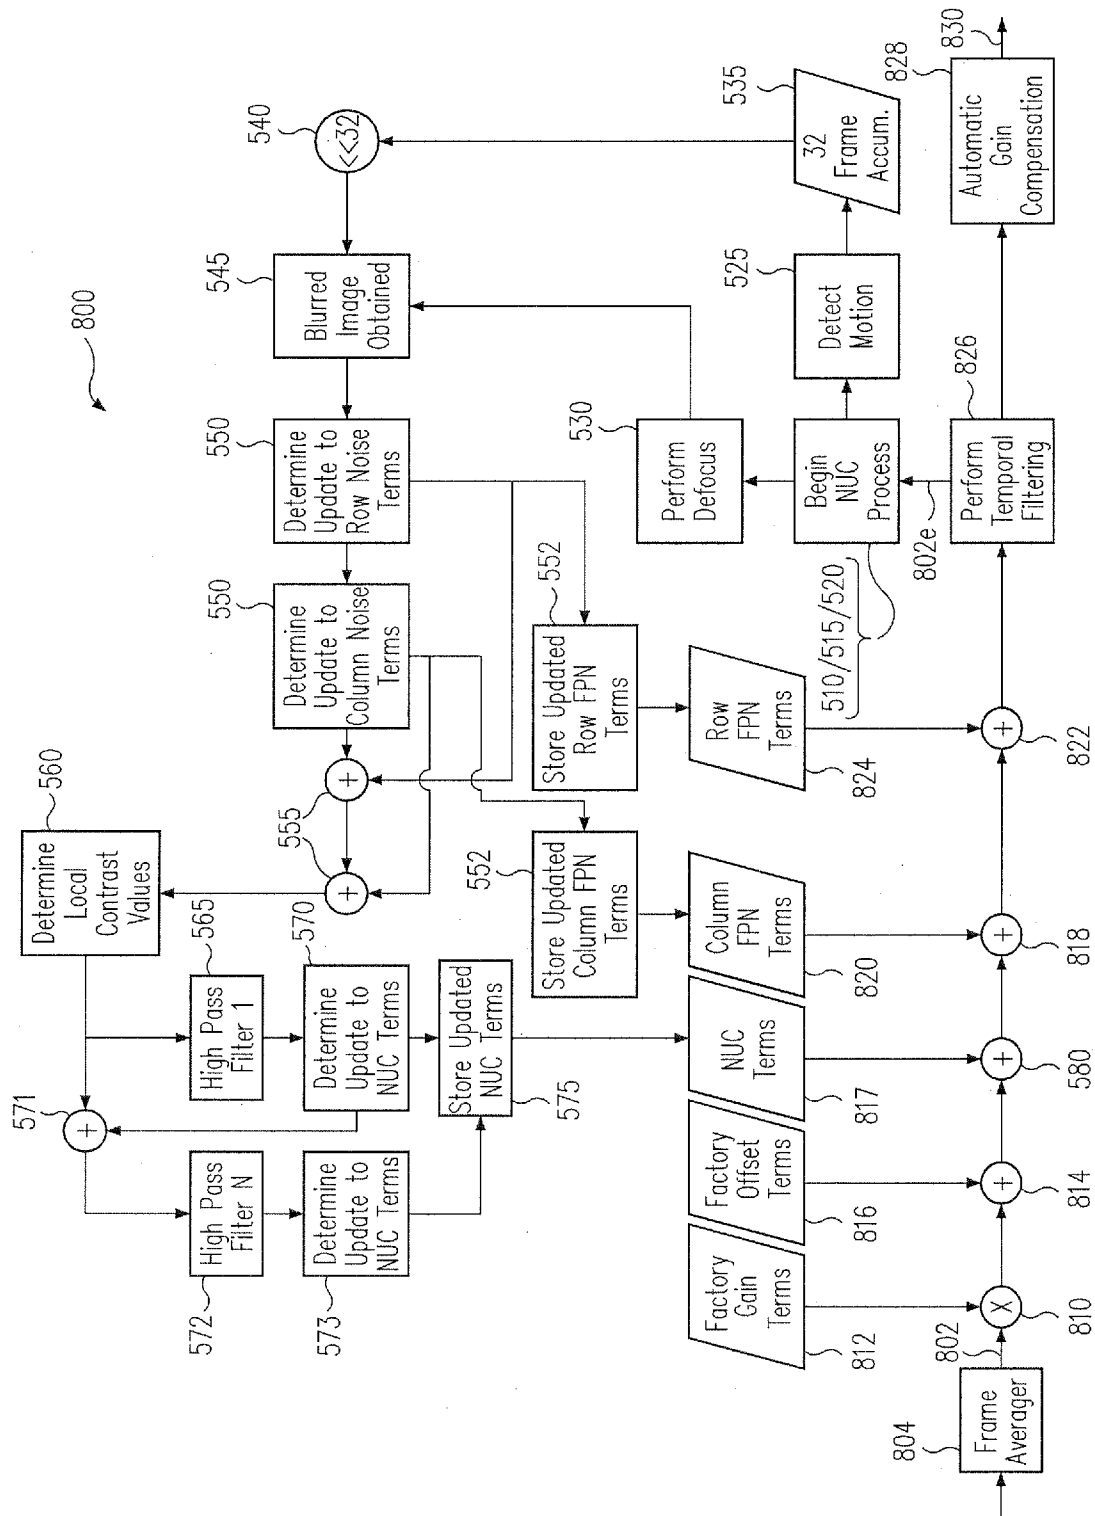 800
560
Determine
Local
Contrast
Values
565
High Pass
Filter 1
570
Determine
Update to
NUC Terms
571
+
572
High Pass
Filter N
573
Determine
Update to
NUC Terms
Store Updated
NUC Terms
575
555
+
+
550
Determine
Update to
Column Noise
Terms
550
Determine
Update to
Row Noise
Terms
545
Blurred
Image
Obtained
540
<<32
552
Store Updated
Column FPN
Terms
552
Store Updated
Row FPN
Terms
530
Perform
Defocus
Factory
Gain
Terms
812
Factory
Offset
Terms
816
NUC
Terms
817
Column
FPN
Terms
820
Row
FPN
Terms
824
510/515/520
Begin
NUC
Process
525
Detect
Motion
535
32
Frame
Accum.
804
Frame
Averager
802
X
810
+
814
+
580
+
818
+
822
802e
826
Perform
Temporal
Filtering
828
Automatic
Gain
Compensation
830